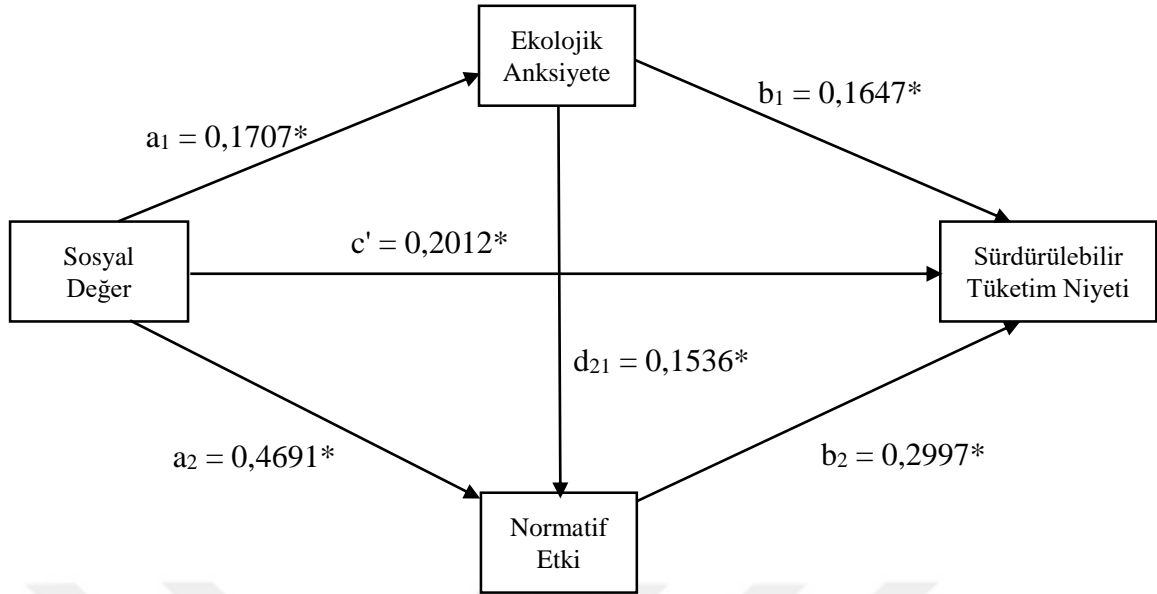 Ekolojik
Anksiyete
b₁ = 0,1647*
a₁ = 0,1707*
c' = 0,2012*
Sosyal
Değer
Sürdürülebilir
Tüketim Niyeti
d₂₁ = 0,1536*
a₂ = 0,4691*
b₂ = 0,2997*
Normatif
Etki